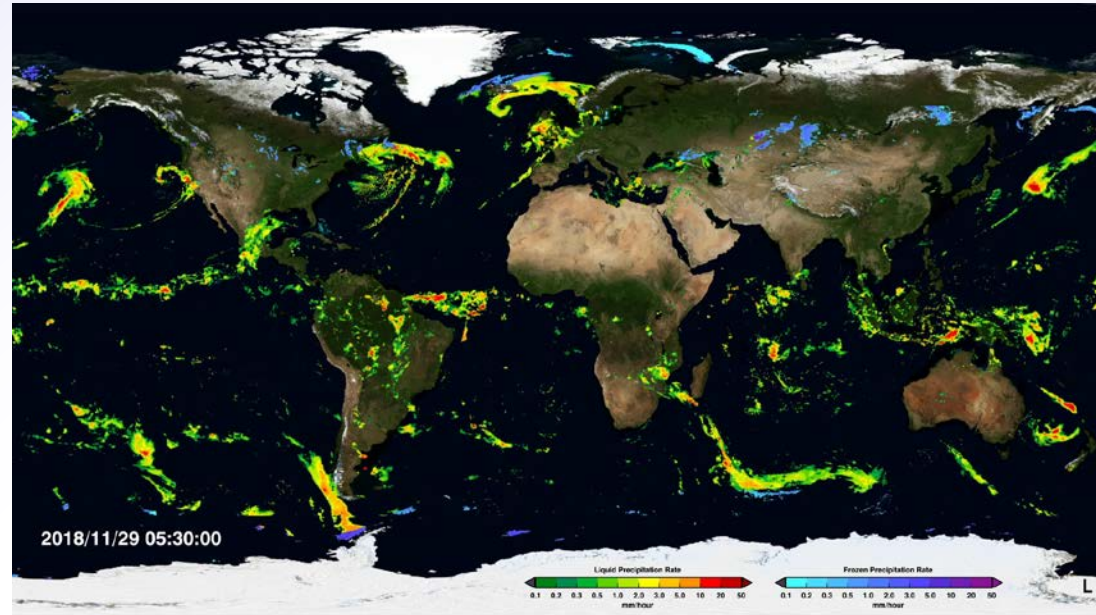 2018/11/29 05:30:00
Liquid Precipitation Rate
0.1 0.2 0.3 0.5 1.0 2.0 3.0 5.0 10 20 50
mm/hour
Frozen Precipitation Rate
0.1 0.2 0.3 0.5 1.0 2.0 3.0 5.0 10 20 50
mm/hour
L